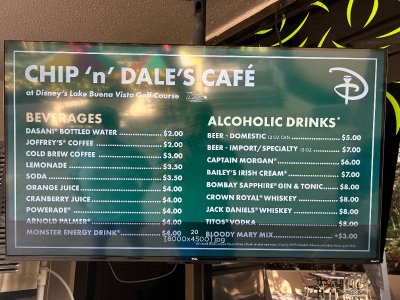 CHIP 'n' DALE'S CAFÉ
at Disney's Lake Buena Vista Golf Course
D
BEVERAGES
DASANI® BOTTLED WATER $2.00
JOFFREY'S® COFFEE $2.00
COLD BREW COFFEE $3.00
LEMONADE $3.50
SODA $3.50
ORANGE JUICE $4.00
CRANBERRY JUICE $4.00
POWERADE® $4.00
ARNOLD PALMER® $4.00
MONSTER ENERGY DRINK® $4.00
ALCOHOLIC DRINKS*
BEER - DOMESTIC 12 OZ CAN $5.00
BEER - IMPORT/SPECIALTY 12 OZ $7.00
CAPTAIN MORGAN® $6.00
BAILEY'S IRISH CREAM® $7.00
BOMBAY SAPPHIRE® GIN & TONIC $8.00
CROWN ROYAL® WHISKEY $8.00
JACK DANIELS® WHISKEY $8.00
TITOS® VODKA $8.00
BLOODY MARY MIX +$3.00
20
[8000x4500].jpg
TCL